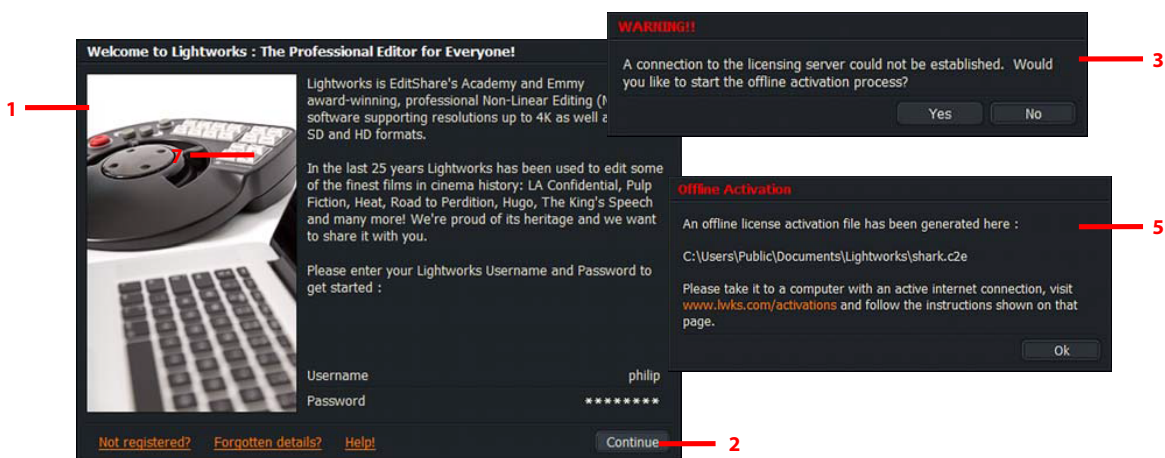 Welcome to Lightworks : The Professional Editor for Everyone!
Lightworks is EditShare's Academy and Emmy
award-winning, professional Non-Linear Editing (
software supporting resolutions up to 4K as well a
SD and HD formats.
In the last 25 years Lightworks has been used to edit some
of the finest films in cinema history: LA Confidential, Pulp
Fiction, Heat, Road to Perdition, Hugo, The King's Speech
and many more! We're proud of its heritage and we want
to share it with you.
Please enter your Lightworks Username and Password to
get started :
Username philip
Password ********
Not registered? Forgotten details? Help! Continue
1
7
2
WARNING!!
A connection to the licensing server could not be established. Would
you like to start the offline activation process?
Yes No
3
Offline Activation
An offline license activation file has been generated here :
C:\Users\Public\Documents\Lightworks\shark.c2e
Please take it to a computer with an active internet connection, visit
www.lwks.com/activations and follow the instructions shown on that
page.
Ok
5